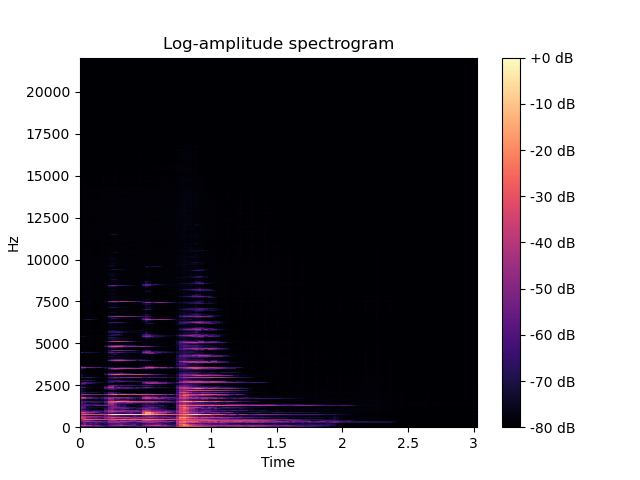 Log-amplitude spectrogram
Hz
20000
17500
15000
12500
10000
7500
5000
2500
0
0 0.5 1 1.5 2 2.5 3
Time
+0 dB
-10 dB
-20 dB
-30 dB
-40 dB
-50 dB
-60 dB
-70 dB
-80 dB